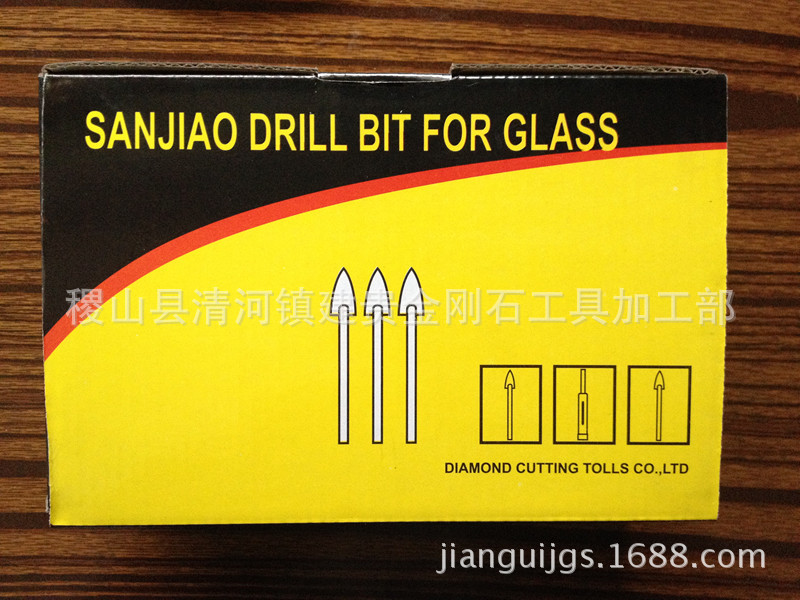 SANJIAO DRILL BIT FOR GLASS
稷山县清河镇建贵金刚石工具加工部
DIAMOND CUTTING TOLLS CO.,LTD
jianguijgs.1688.com